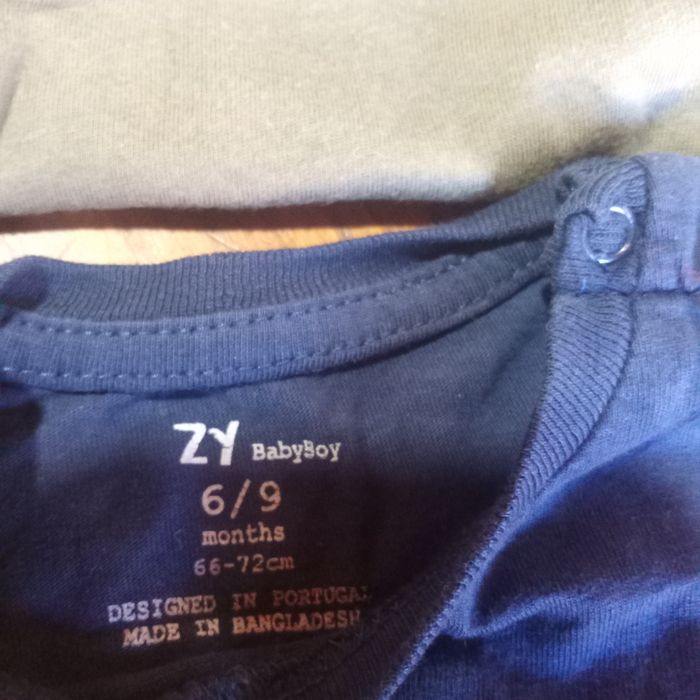 ZY BabyBoy
6/9
months
66-72cm
DESIGNED IN PORTUGAL
MADE IN BANGLADESH